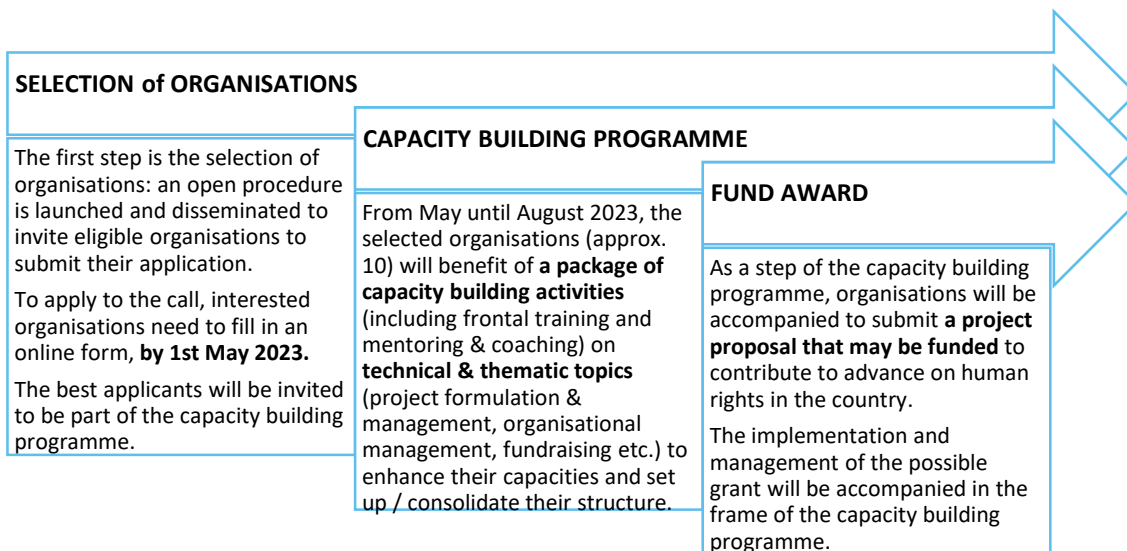 SELECTION of ORGANISATIONS
The first step is the selection of
organisations: an open procedure
is launched and disseminated to
invite eligible organisations to
submit their application.
To apply to the call, interested
organisations need to fill in an
online form, by 1st May 2023.
The best applicants will be invited
to be part of the capacity building
programme.
CAPACITY BUILDING PROGRAMME
From May until August 2023, the
selected organisations (approx.
10) will benefit of a package of
capacity building activities
(including frontal training and
mentoring & coaching) on
technical & thematic topics
(project formulation &
management, organisational
management, fundraising etc.) to
enhance their capacities and set
up / consolidate their structure.
FUND AWARD
As a step of the capacity building
programme, organisations will be
accompanied to submit a project
proposal that may be funded to
contribute to advance on human
rights in the country.
The implementation and
management of the possible
grant will be accompanied in the
frame of the capacity building
programme.